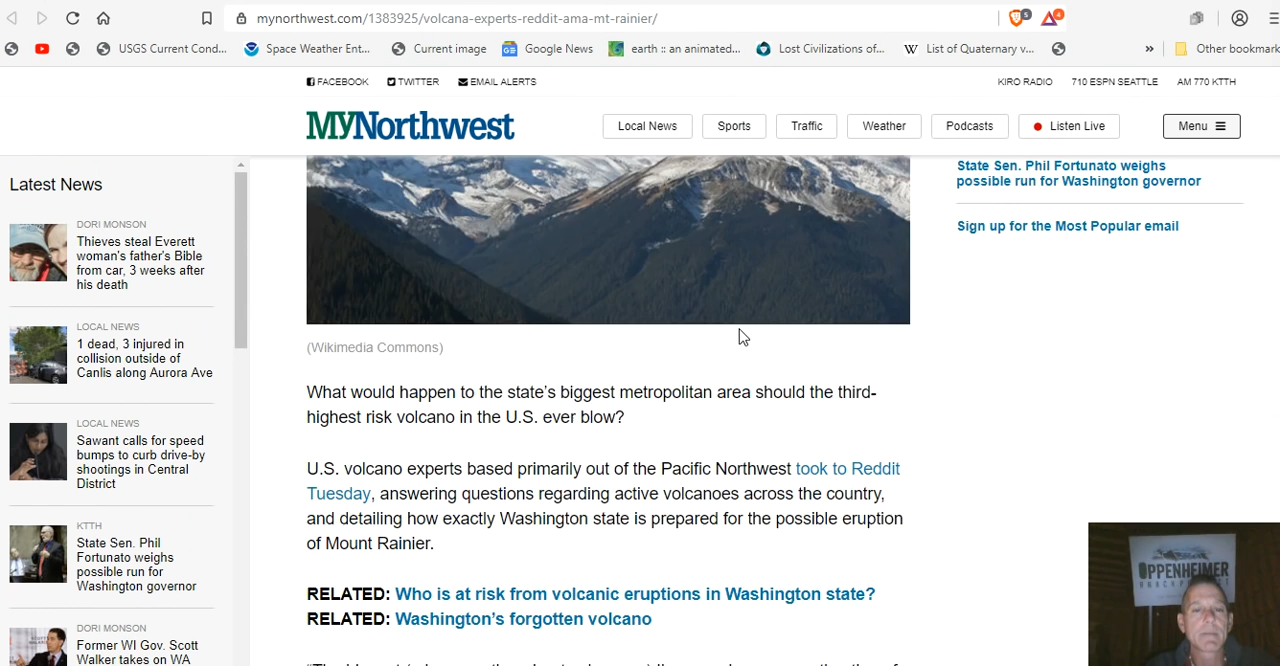 mynorthwest.com/1383925/volcana-experts-reddit-ama-mt-rainier/
5
4
USGS Current Cond...
Space Weather Ent...
Current image
Google News
earth :: an animated...
Lost Civilizations of...
W List of Quaternary v...
»
Other bookmark
FACEBOOK
TWITTER
EMAIL ALERTS
KIRO RADIO
710 ESPN SEATTLE
AM 770 KTTH
MYNorthwest
Local News
Sports
Traffic
Weather
Podcasts
Listen Live
Menu
Latest News
DORI MONSON
Thieves steal Everett
woman's father's Bible
from car, 3 weeks after
his death
LOCAL NEWS
1 dead, 3 injured in
collision outside of
Canlis along Aurora Ave
LOCAL NEWS
Sawant calls for speed
bumps to curb drive-by
shootings in Central
District
KTTH
State Sen. Phil
Fortunato weighs
possible run for
Washington governor
DORI MONSON
Former WI Gov. Scott
Walker takes on WA
(Wikimedia Commons)
What would happen to the state's biggest metropolitan area should the third-
highest risk volcano in the U.S. ever blow?
U.S. volcano experts based primarily out of the Pacific Northwest took to Reddit
Tuesday, answering questions regarding active volcanoes across the country,
and detailing how exactly Washington state is prepared for the possible eruption
of Mount Rainier.
RELATED: Who is at risk from volcanic eruptions in Washington state?
RELATED: Washington's forgotten volcano
State Sen. Phil Fortunato weighs
possible run for Washington governor
Sign up for the Most Popular email
OPPENHEIMER